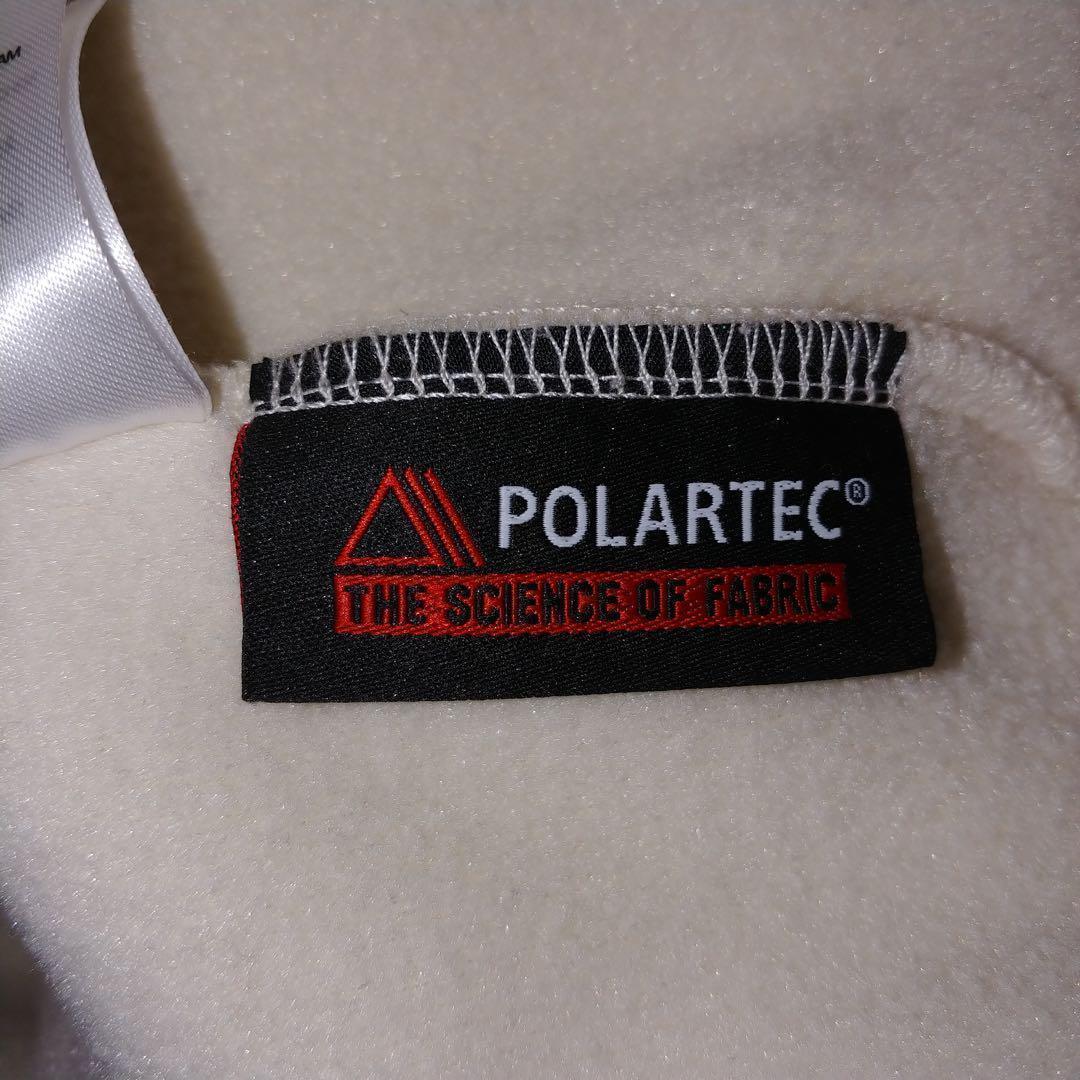 POLARTEC®
THE SCIENCE OF FABRIC